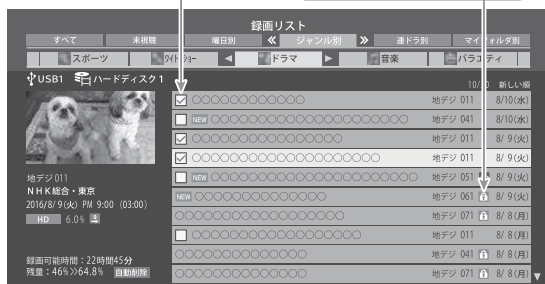 録画リスト
すべて 未視聴 曜日別 ≪ ジャンル別 ≫ 連ドラ別 マイフォルダ別
スポーツ ワイドショー ◀ ドラマ ▶ 音楽 バラエティ
USB1 ハードディスク1
新しい順
○○○○○○○○○○○○ 地デジ 011 8/10(水)
NEW ○○○○○○○○○○○○○○○○○○○○ 地デジ 041 8/10(水)
○○○○○○○○○○○○○○○ 地デジ 011 8/ 9(火)
○○○○○○○○○○○○○○○○○○○ 地デジ 011 8/ 9(火)
NEW ○○○○○○○○○○○○○○○○○○○○○ 地デジ 051 8/ 9(火)
NEW ○○○○○○○○○○○○○ 地デジ 061 8/ 9(火)
○○○○○○○○○○○○○○○○○ 地デジ 071 8/ 8(月)
○○○○○○○○○○○○○○○○○ 地デジ 011 8/ 8(月)
○○○○○○○○○○○○○ 地デジ 041 8/ 8(月)
○○○○○○○○○○○○○ 地デジ 071 8/ 8(月)
地デジ 011
NHK総合・東京
2016/8/ 9(火) PM 9:00 (03:00)
HD 6.0%
録画可能時間：22時間45分
残量：46%≫64.8% 自動削除